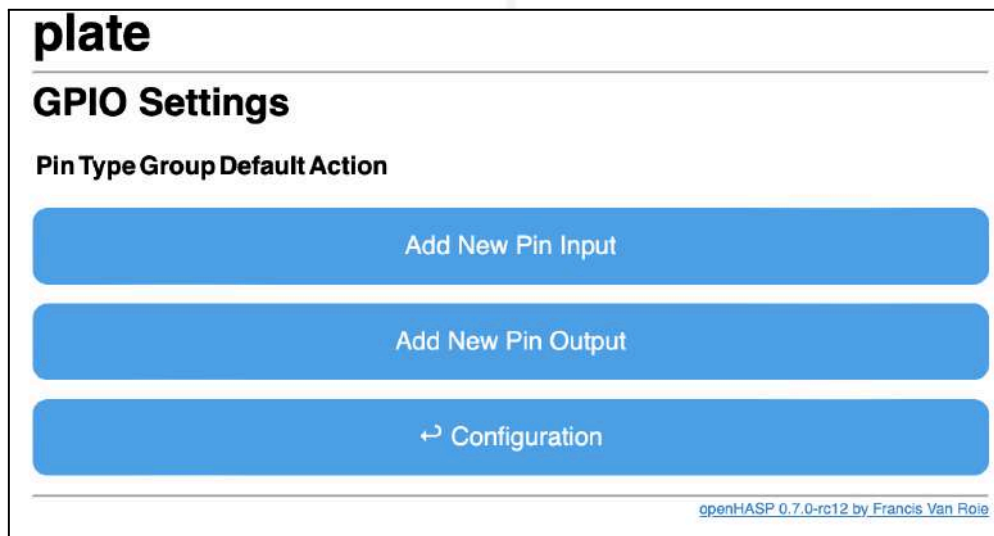 plate
GPIO Settings
Pin Type Group Default Action
Add New Pin Input
Add New Pin Output
↩ Configuration
openHASP 0.7.0-rc12 by Francis Van Roie